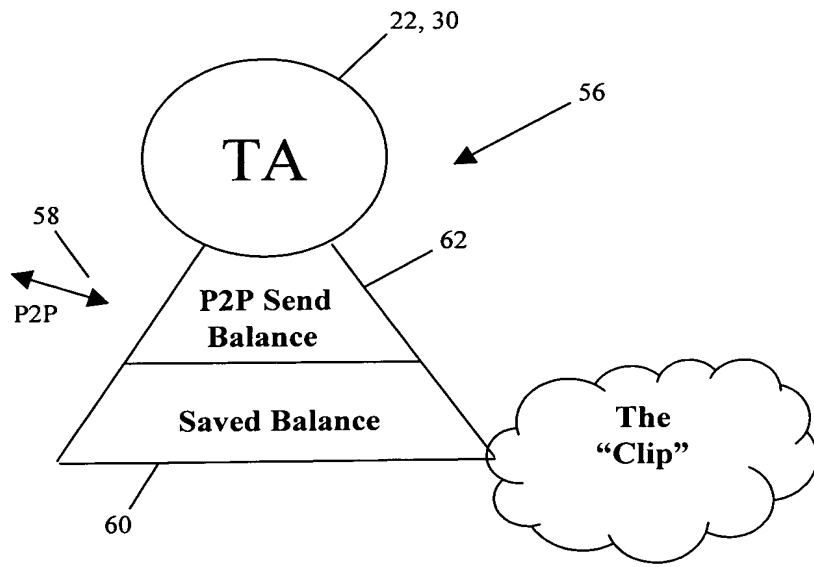 22, 30
56
TA
58
62
P2P
P2P Send
Balance
Saved Balance
The
“Clip”
60